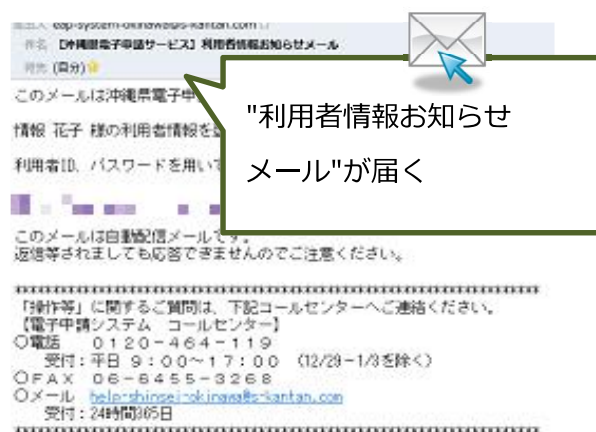 差出人 eap-system-okinawa@s-kantan.com
件名 【沖縄県電子申請サービス】利用者情報お知らせメール
宛先 (自分)
"利用者情報お知らせ
メール"が届く
このメールは沖縄県電子申
情報 花子 様の利用者情報を
利用者ID、パスワードを用いて
このメールは自動配信メールです。
返信等されましても応答できませんのでご注意ください。
「操作等」に関するご質問は、下記コールセンターへご連絡ください。
【電子申請システム コールセンター】
○電話 0120-464-119
受付:平日 9:00~17:00 (12/29-1/3を除く)
○FAX 06-6455-3268
○メール help-shinsei-okinawa@s-kantan.com
受付:24時間365日